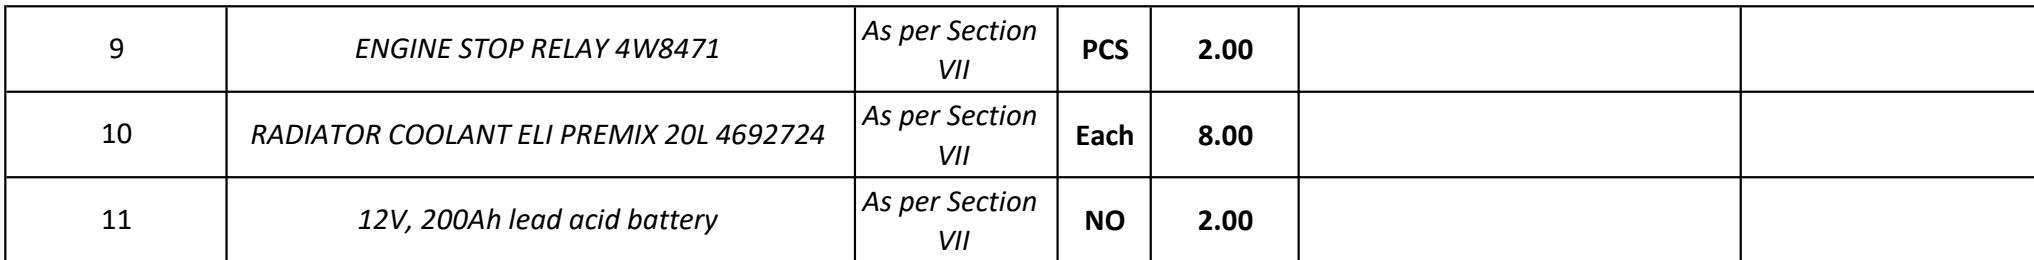 9 ENGINE STOP RELAY 4W8471 As per Section VII PCS 2.00
10 RADIATOR COOLANT ELI PREMIX 20L 4692724 As per Section VII Each 8.00
11 12V, 200Ah lead acid battery As per Section VII NO 2.00